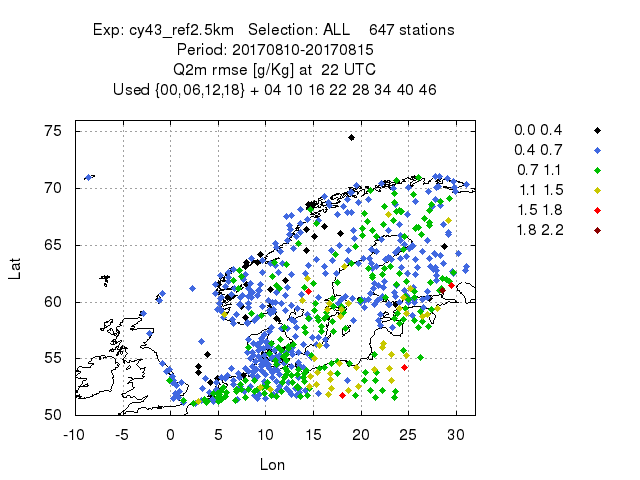 Exp: cy43_ref2.5km   Selection: ALL    647 stations
Period: 20170810-20170815
Q2m rmse [g/Kg] at  22 UTC
Used {00,06,12,18} + 04 10 16 22 28 34 40 46
75
70
65
60
55
50
-10 -5 0 5 10 15 20 25 30
Lat
Lon
0.0 0.4
0.4 0.7
0.7 1.1
1.1 1.5
1.5 1.8
1.8 2.2